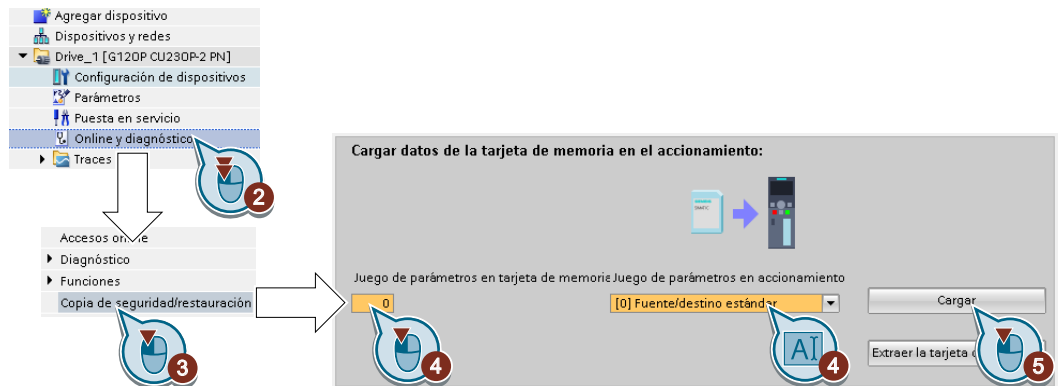 Agregar dispositivo
Dispositivos y redes
Drive_1 [G120P CU230P-2 PN]
Configuración de dispositivos
Parámetros
Puesta en servicio
Online y diagnóstico
Traces
2
Accesos online
Diagnóstico
Funciones
Copia de seguridad/restauración
3
Cargar datos de la tarjeta de memoria en el accionamiento:
SIEMENS
SIMATIC
Juego de parámetros en tarjeta de memoria Juego de parámetros en accionamiento
0
[0] Fuente/destino estándar
Cargar
4
AI
4
Extraer la tarjeta
5